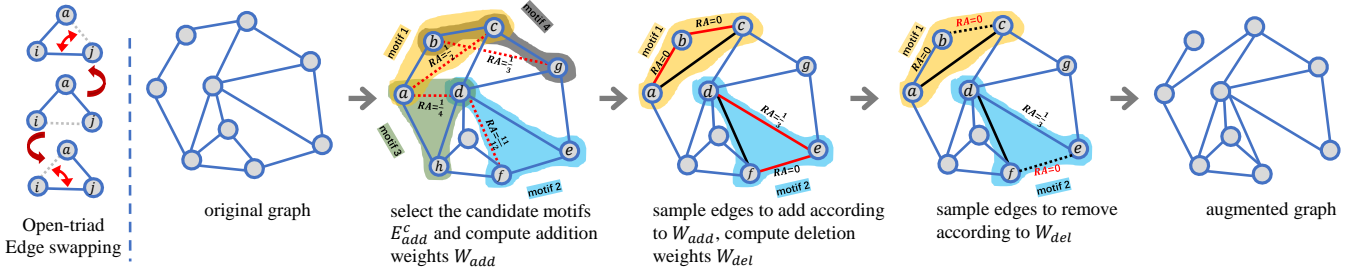 a
i
j
a
i
j
a
i
j
Open-triad
Edge swapping
original graph
motif 1
motif 4
motif 3
motif 2
a
b
c
d
e
f
g
h
RA=1/2
RA=1/3
RA=1/4
RA=11/12
select the candidate motifs
E^c_add and compute addition
weights W_add
motif 1
motif 2
a
b
c
d
e
f
g
RA=0
RA=0
RA=1/3
RA=0
sample edges to add according
to W_add, compute deletion
weights W_del
motif 1
motif 2
a
b
c
d
e
f
g
RA=0
RA=0
RA=1/3
RA=0
sample edges to remove
according to W_del
augmented graph